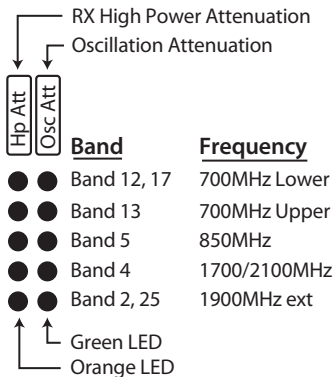 RX High Power Attenuation
Oscillation Attenuation
Hp Att
Osc Att
Band Frequency
Band 12, 17 700MHz Lower
Band 13 700MHz Upper
Band 5 850MHz
Band 4 1700/2100MHz
Band 2, 25 1900MHz ext
Green LED
Orange LED